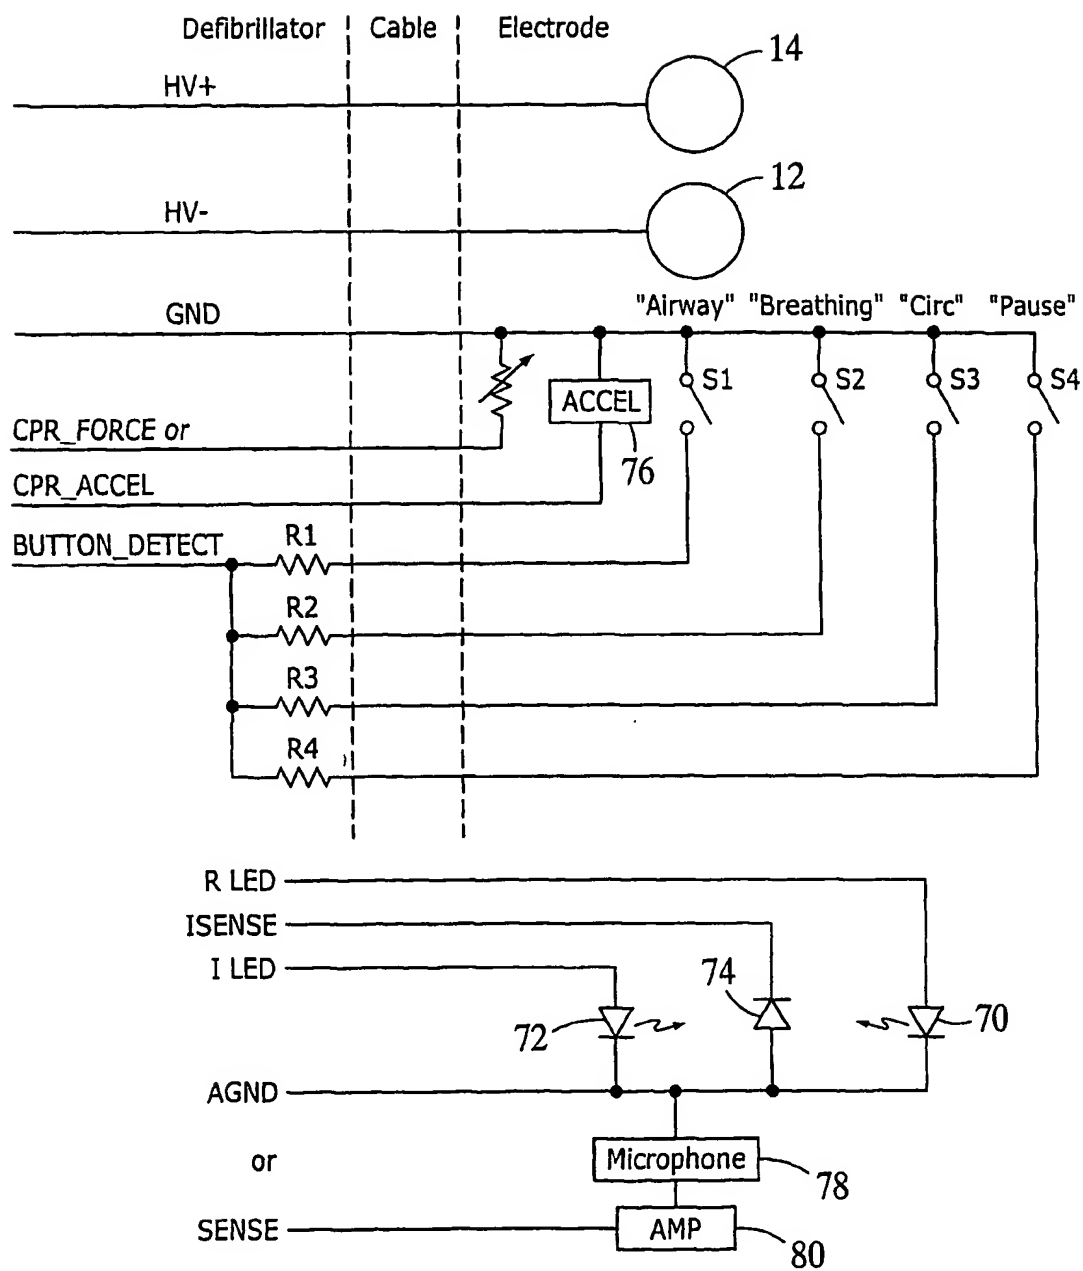 Defibrillator Cable Electrode
14
HV+
12
HV-
"Airway" "Breathing" "Circ" "Pause"
GND
S1 S2 S3 S4
ACCEL
CPR_FORCE or
76
CPR_ACCEL
R1
BUTTON_DETECT
R2
R3
R4
R LED
ISENSE
I LED
74
72
70
AGND
Microphone
or
78
SENSE
AMP
80